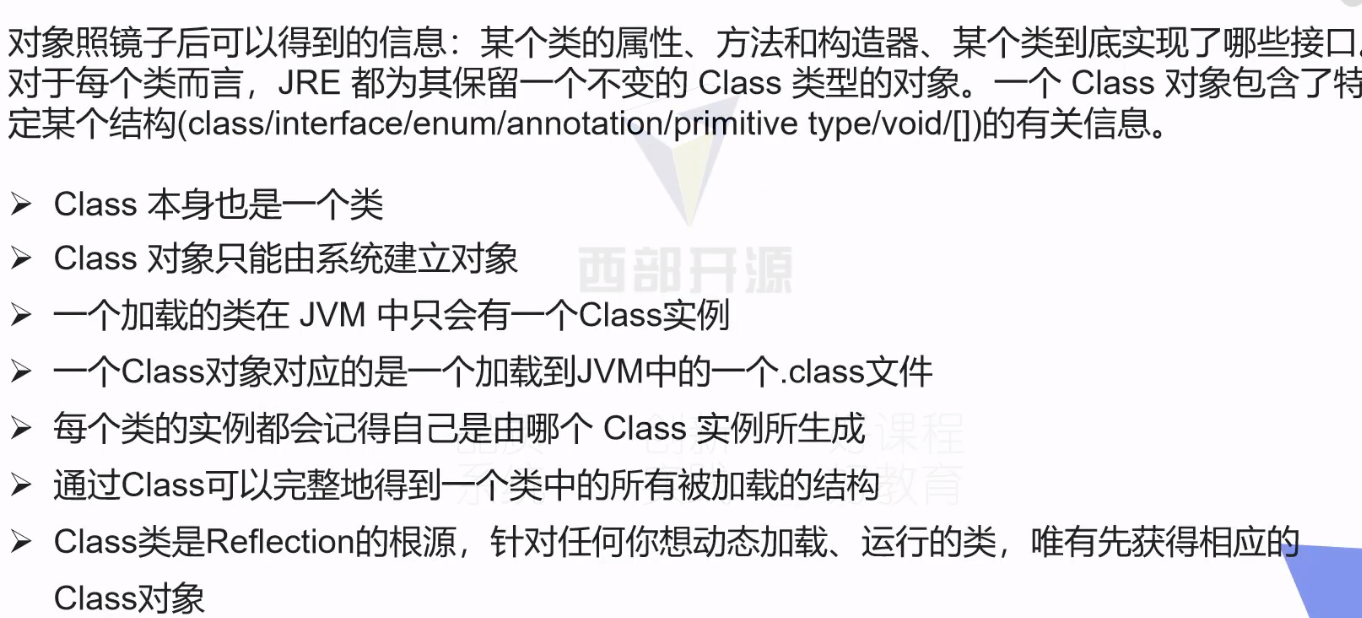 对象照镜子后可以得到的信息：某个类的属性、方法和构造器、某个类到底实现了哪些接口。
对于每个类而言，JRE 都为其保留一个不变的 Class 类型的对象。一个 Class 对象包含了特
定某个结构(class/interface/enum/annotation/primitive type/void/[])的有关信息。
西部开源
➢ Class 本身也是一个类
➢ Class 对象只能由系统建立对象
➢ 一个加载的类在 JVM 中只会有一个Class实例
➢ 一个Class对象对应的是一个加载到JVM中的一个.class文件
➢ 每个类的实例都会记得自己是由哪个 Class 实例所生成
➢ 通过Class可以完整地得到一个类中的所有被加载的结构
➢ Class类是Reflection的根源，针对任何你想动态加载、运行的类，唯有先获得相应的
Class对象